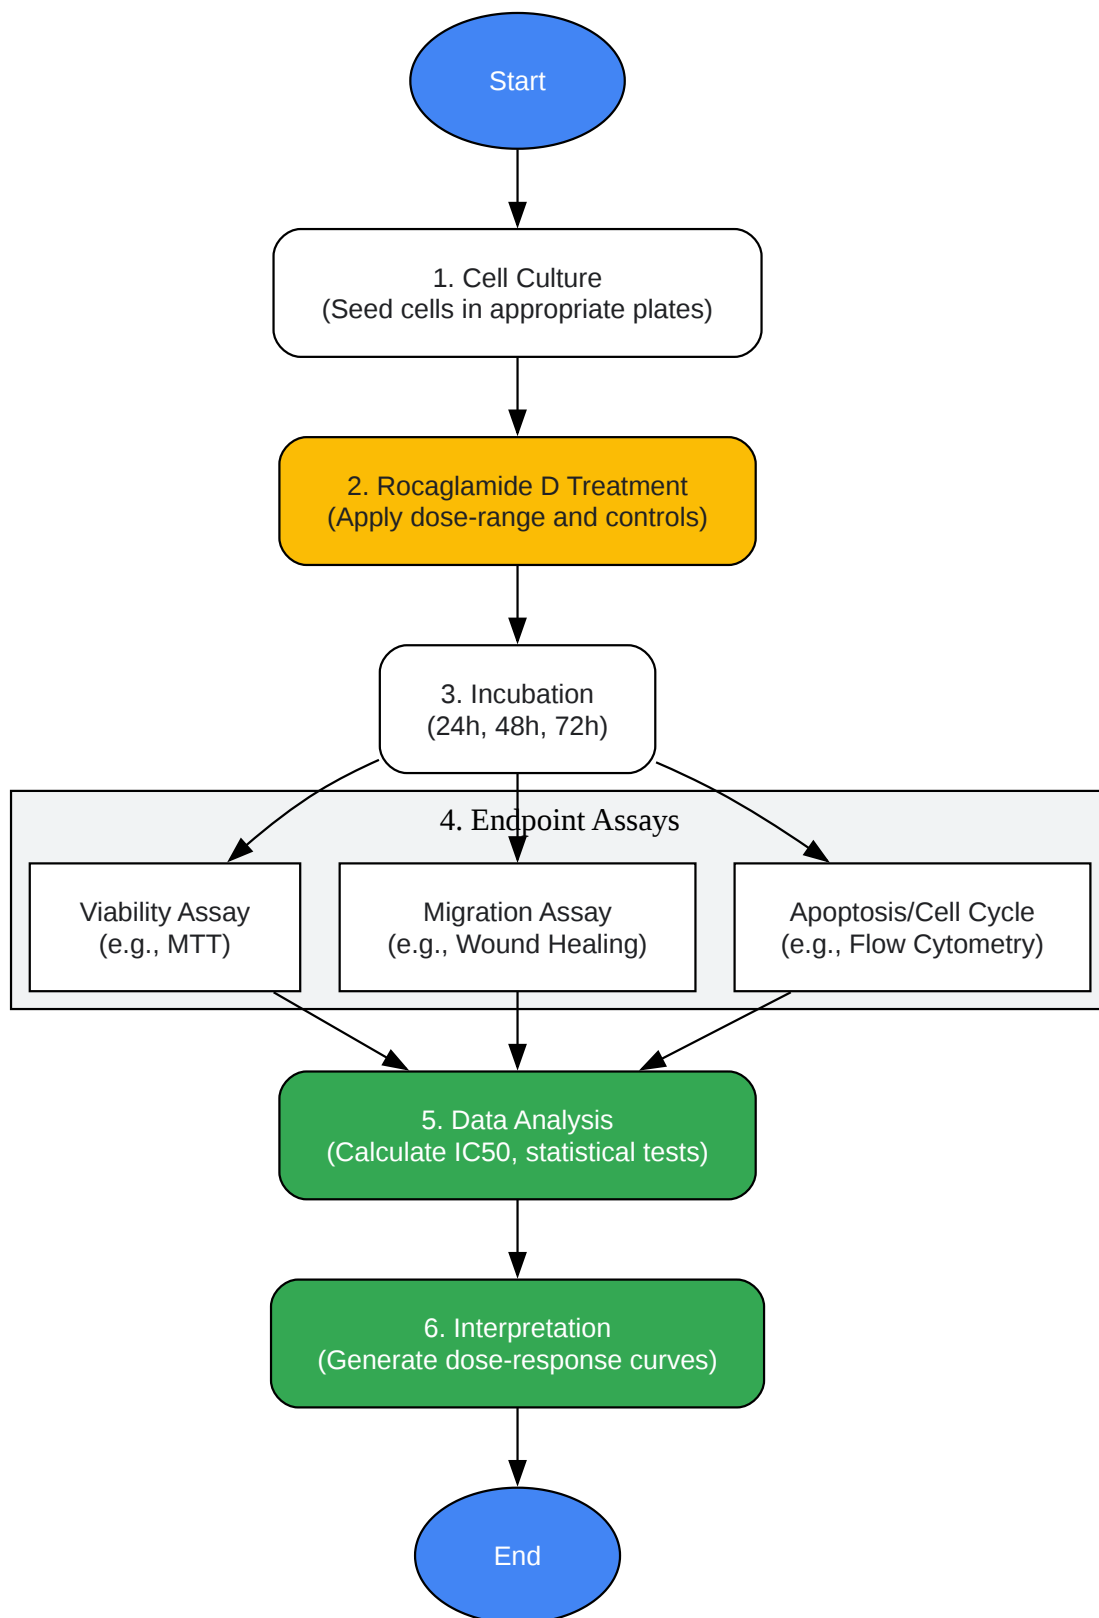 Start
1. Cell Culture
(Seed cells in appropriate plates)
2. Rocaglamide D Treatment
(Apply dose-range and controls)
3. Incubation
(24h, 48h, 72h)
4. Endpoint Assays
Viability Assay
(e.g., MTT)
Migration Assay
(e.g., Wound Healing)
Apoptosis/Cell Cycle
(e.g., Flow Cytometry)
5. Data Analysis
(Calculate IC50, statistical tests)
6. Interpretation
(Generate dose-response curves)
End